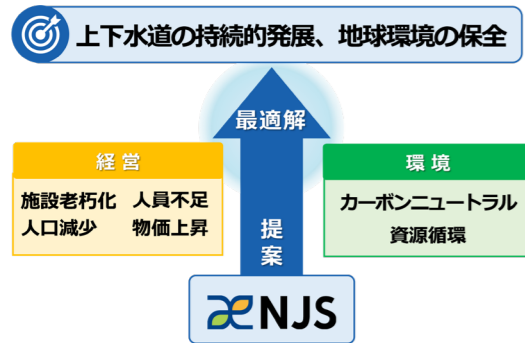 上下水道の持続的発展、地球環境の保全
最適解
経営
施設老朽化 人員不足
人口減少 物価上昇
環境
カーボンニュートラル
資源循環
提案
NJS